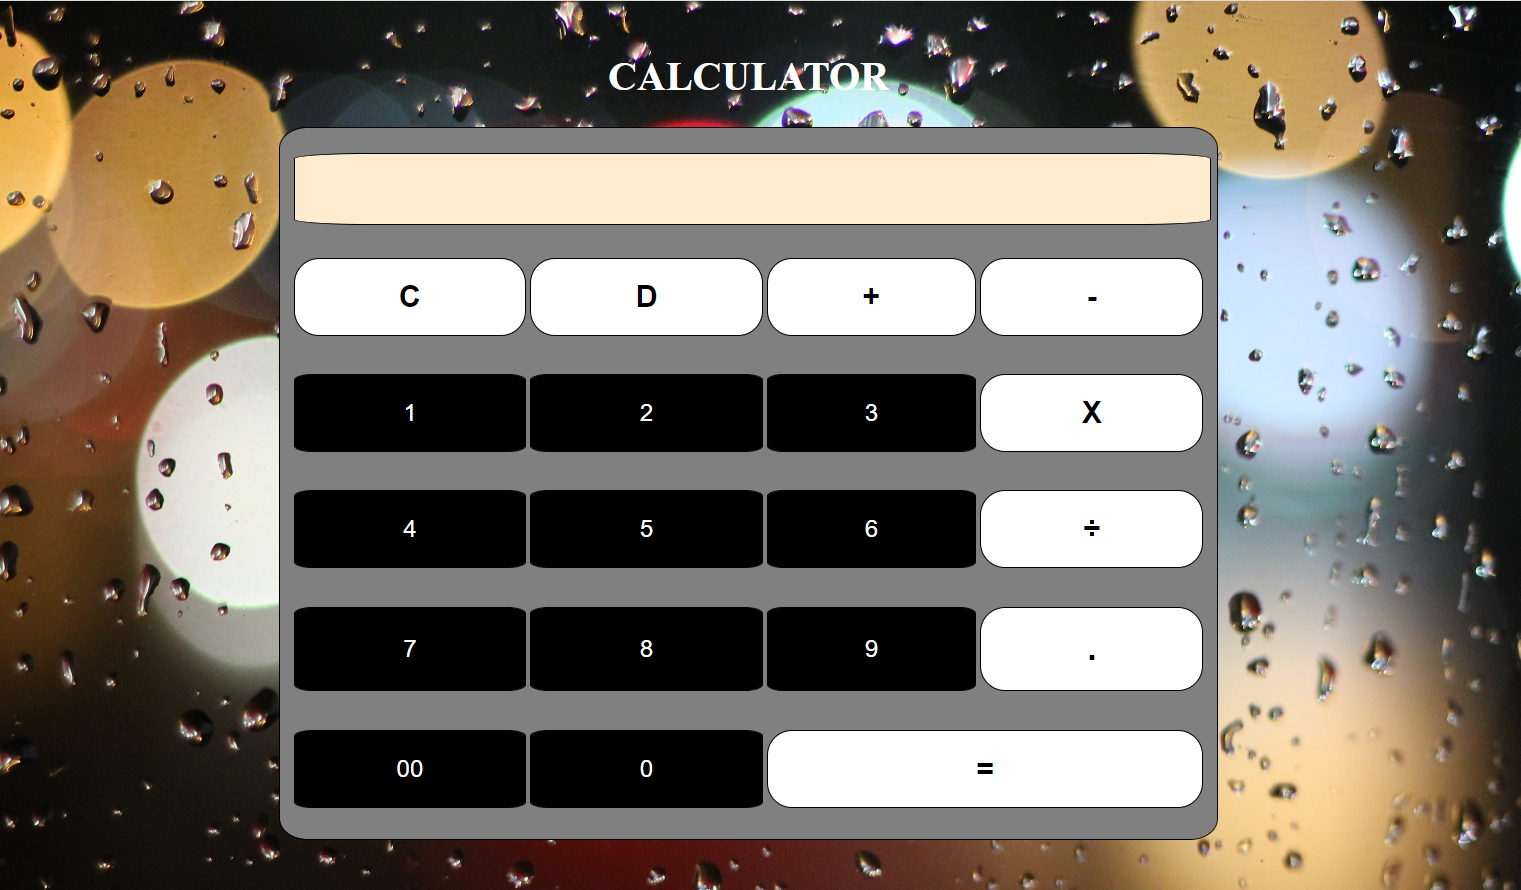 CALCULATOR
C D + -
1 2 3 X
4 5 6 ÷
7 8 9 .
00 0 =